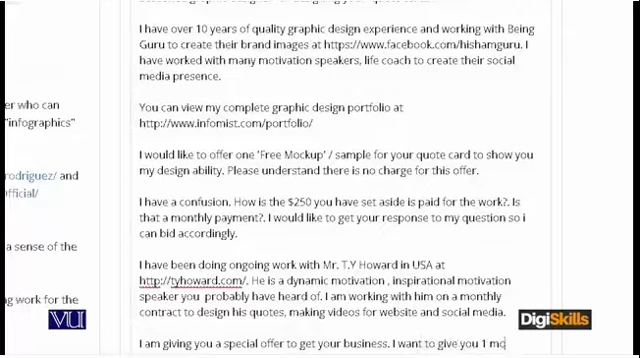 I have over 10 years of quality graphic design experience and working with Being
Guru to create their brand images at https://www.facebook.com/hishamguru. I
have worked with many motivation speakers, life coach to create their social
media presence.
You can view my complete graphic design portfolio at
http://www.infomist.com/portfolio/
I would like to offer one 'Free Mockup' / sample for your quote card to show you
my design ability. Please understand there is no charge for this offer.
I have a confusion. How is the $250 you have set aside is paid for the work?. Is
that a monthly payment?. I would like to get your response to my question so i
can bid accordingly.
I have been doing ongoing work with Mr. T.Y Howard in USA at
http://tyhoward.com/. He is a dynamic motivation , inspirational motivation
speaker you probably have heard of. I am working with him on a monthly
contract to design his quotes, making videos for website and social media.
I am giving you a special offer to get your business. I want to give you 1 mo
er who can
"infographics"
rodriguez/ and
fficial/
a sense of the
ng work for the
VU
DigiSkills